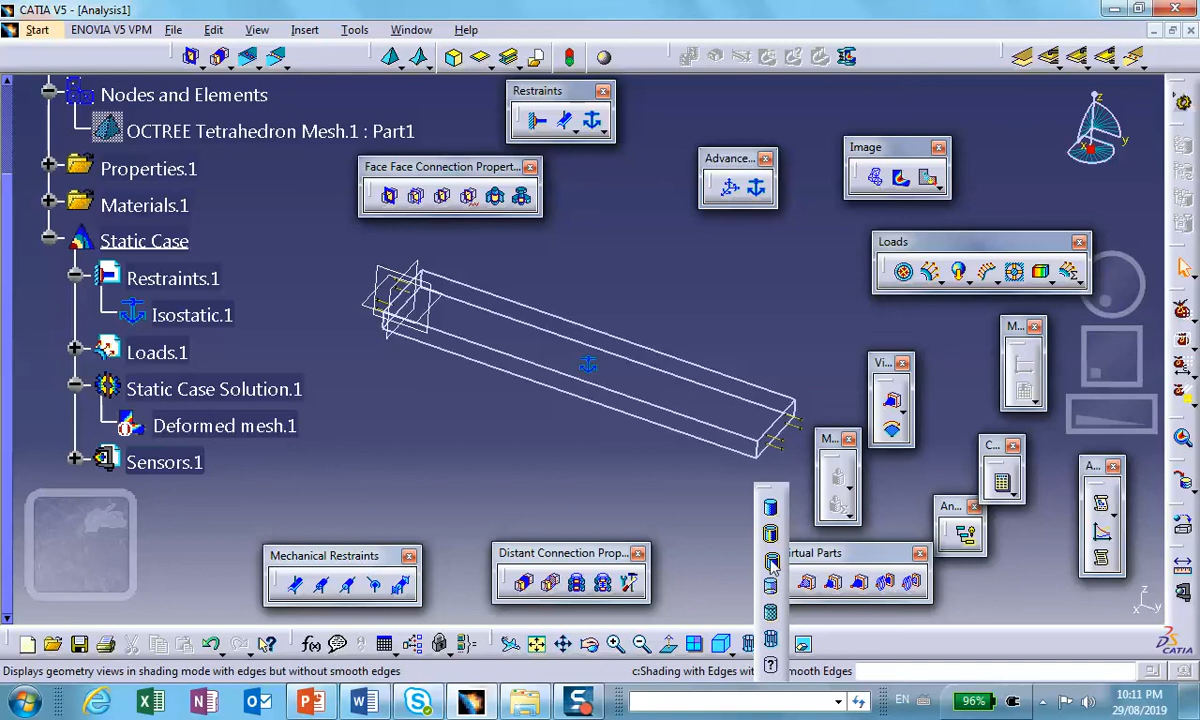 CATIA V5 - [Analysis1]
Start
ENOVIA V5 VPM
File
Edit
View
Insert
Tools
Window
Help
Nodes and Elements
OCTREE Tetrahedron Mesh.1 : Part1
Properties.1
Materials.1
Static Case
Restraints.1
Isostatic.1
Loads.1
Static Case Solution.1
Deformed mesh.1
Sensors.1
Restraints
Face Face Connection Propert...
Advance...
Image
Loads
M...
Vi...
M...
C...
An...
A...
Mechanical Restraints
Distant Connection Prop...
irtual Parts
z
y
x
z
y
f(x)
?
CATIA
Displays geometry views in shading mode with edges but without smooth edges
c:Shading with Edges wit
mooth Edges
EN
96%
10:11 PM
29/08/2019